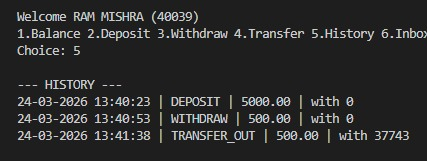 Welcome RAM MISHRA (40039)
1.Balance 2.Deposit 3.Withdraw 4.Transfer 5.History 6.Inbox
Choice: 5
--- HISTORY ---
24-03-2026 13:40:23 | DEPOSIT | 5000.00 | with 0
24-03-2026 13:40:53 | WITHDRAW | 500.00 | with 0
24-03-2026 13:41:38 | TRANSFER_OUT | 500.00 | with 37743